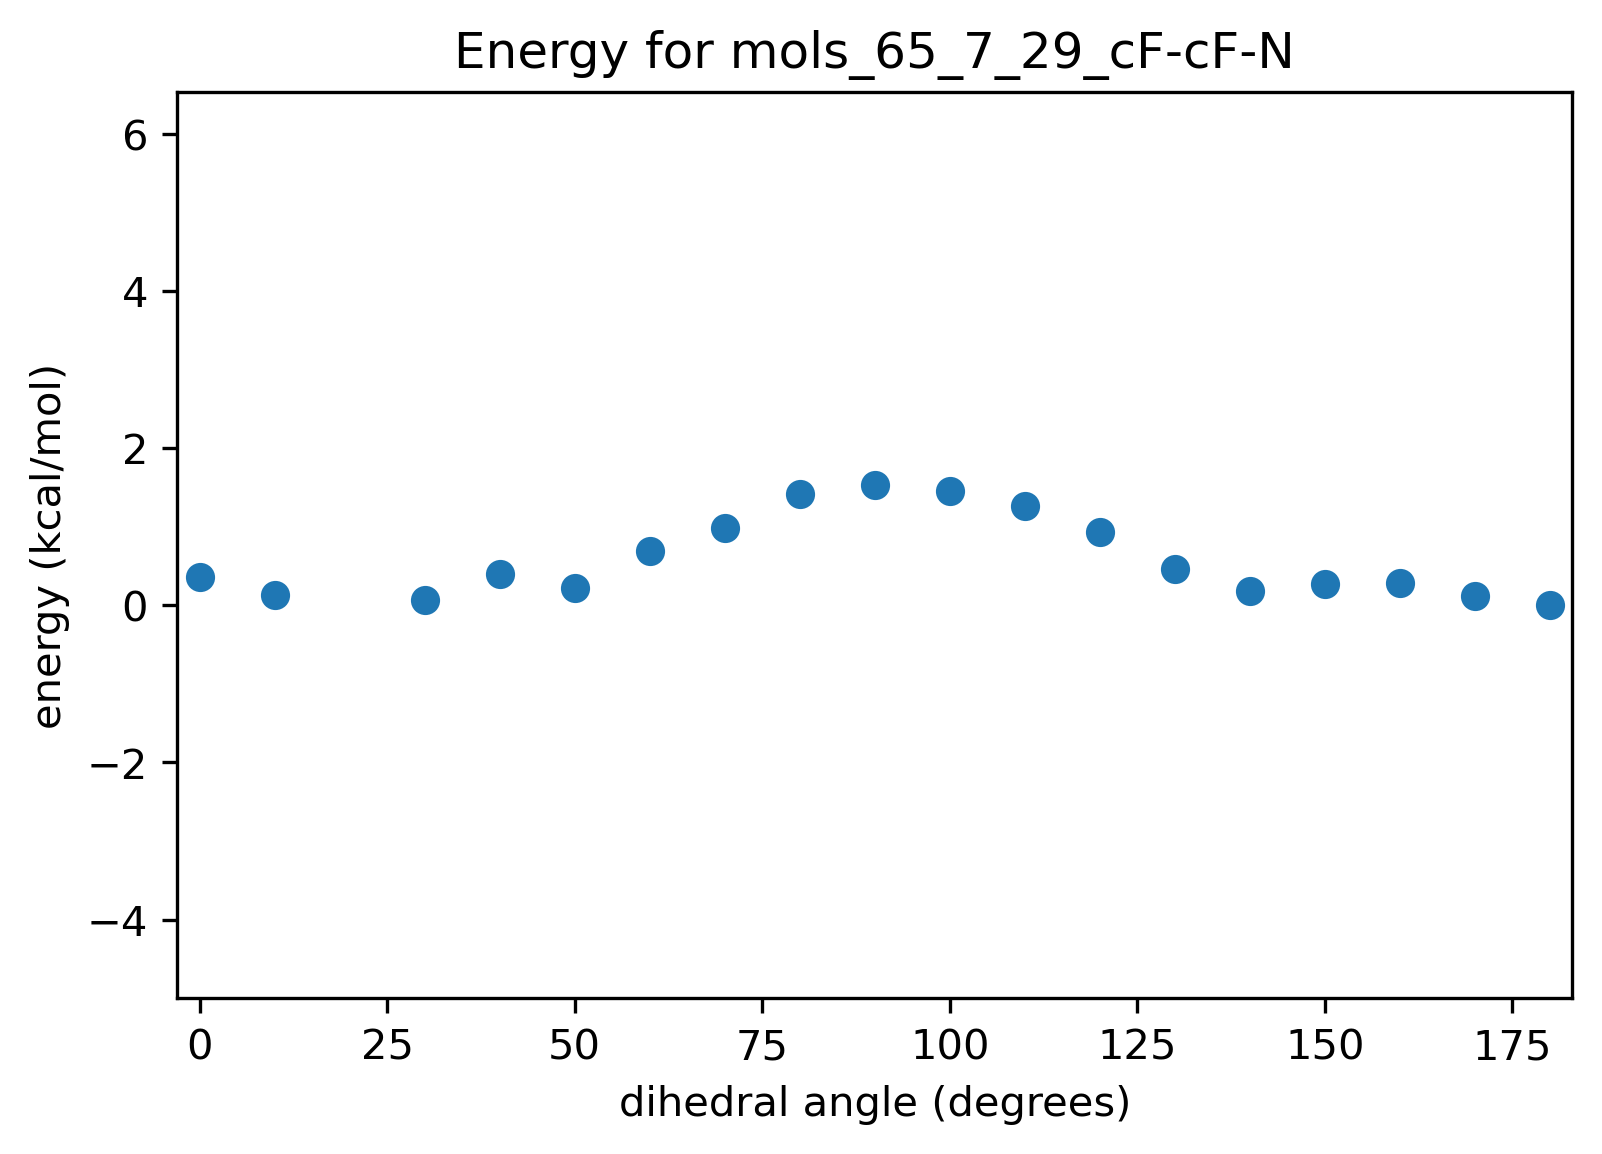 Energy for mols_65_7_29_cF-cF-N
energy (kcal/mol)
6
4
2
0
−2
−4
0 25 50 75 100 125 150 175
dihedral angle (degrees)